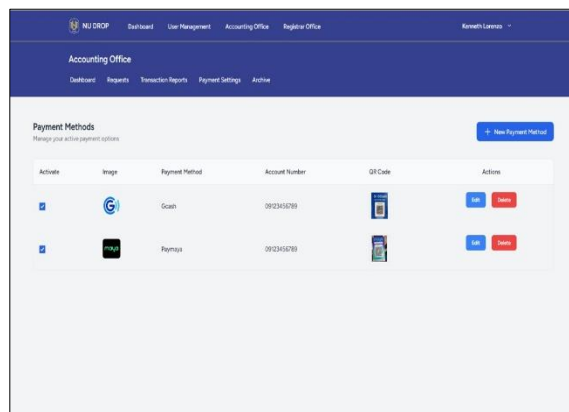 NU DROP Dashboard User Management Accounting Office Registrar Office Kenneth Lorenzo
Accounting Office
Dashboard Requests Transaction Reports Payment Settings Archive
Payment Methods
Manage your active payment options
+ New Payment Method
Activate Image Payment Method Account Number QR Code Actions
G Gcash 09123456789 Edit Delete
maya Paymaya 09123456789 Edit Delete